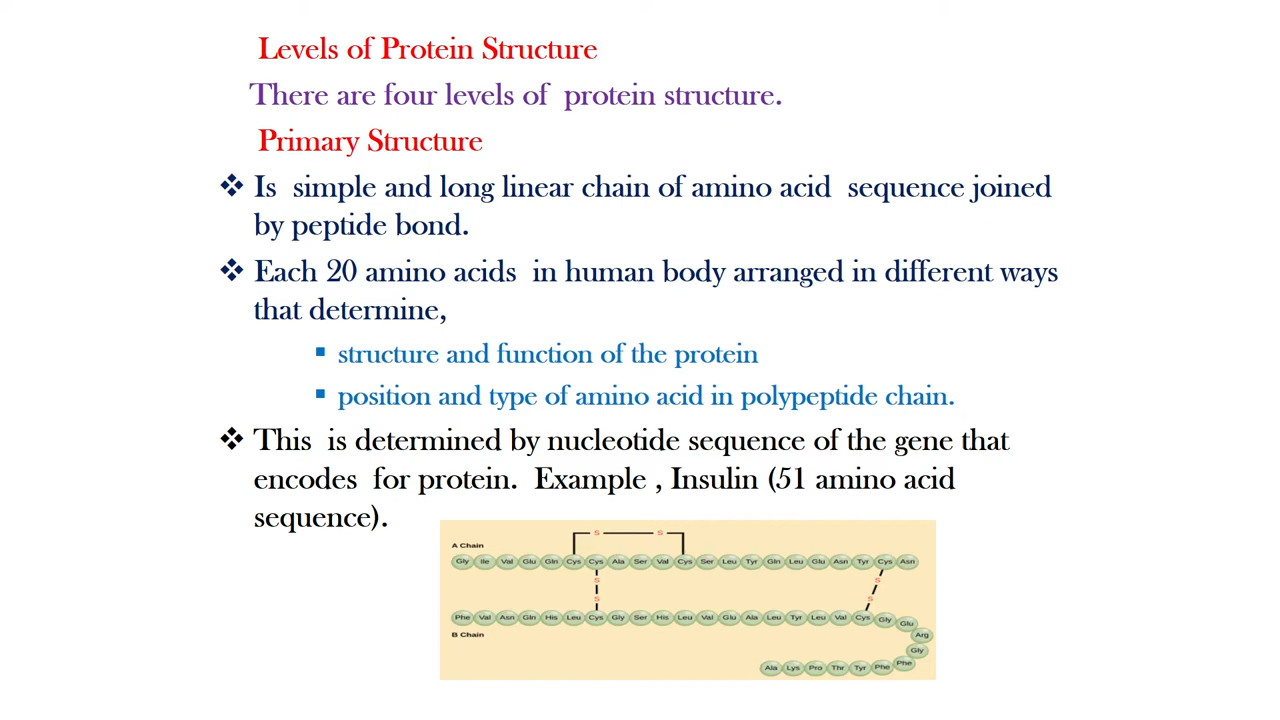 Levels of Protein Structure
There are four levels of protein structure.
Primary Structure
❖ Is simple and long linear chain of amino acid sequence joined
by peptide bond.
❖ Each 20 amino acids in human body arranged in different ways
that determine,
▪ structure and function of the protein
▪ position and type of amino acid in polypeptide chain.
❖ This is determined by nucleotide sequence of the gene that
encodes for protein. Example , Insulin (51 amino acid
sequence).
S S
A Chain
Gly Ile Val Glu Gln Cys Cys Ala Ser Val Cys Ser Leu Tyr Gln Leu Glu Asn Tyr Cys Asn
S S
S S
Phe Val Asn Gln His Leu Cys Gly Ser His Leu Val Glu Ala Leu Tyr Leu Val Cys Gly Glu
B Chain
Arg
Gly
Ala Lys Pro Thr Tyr Phe Phe